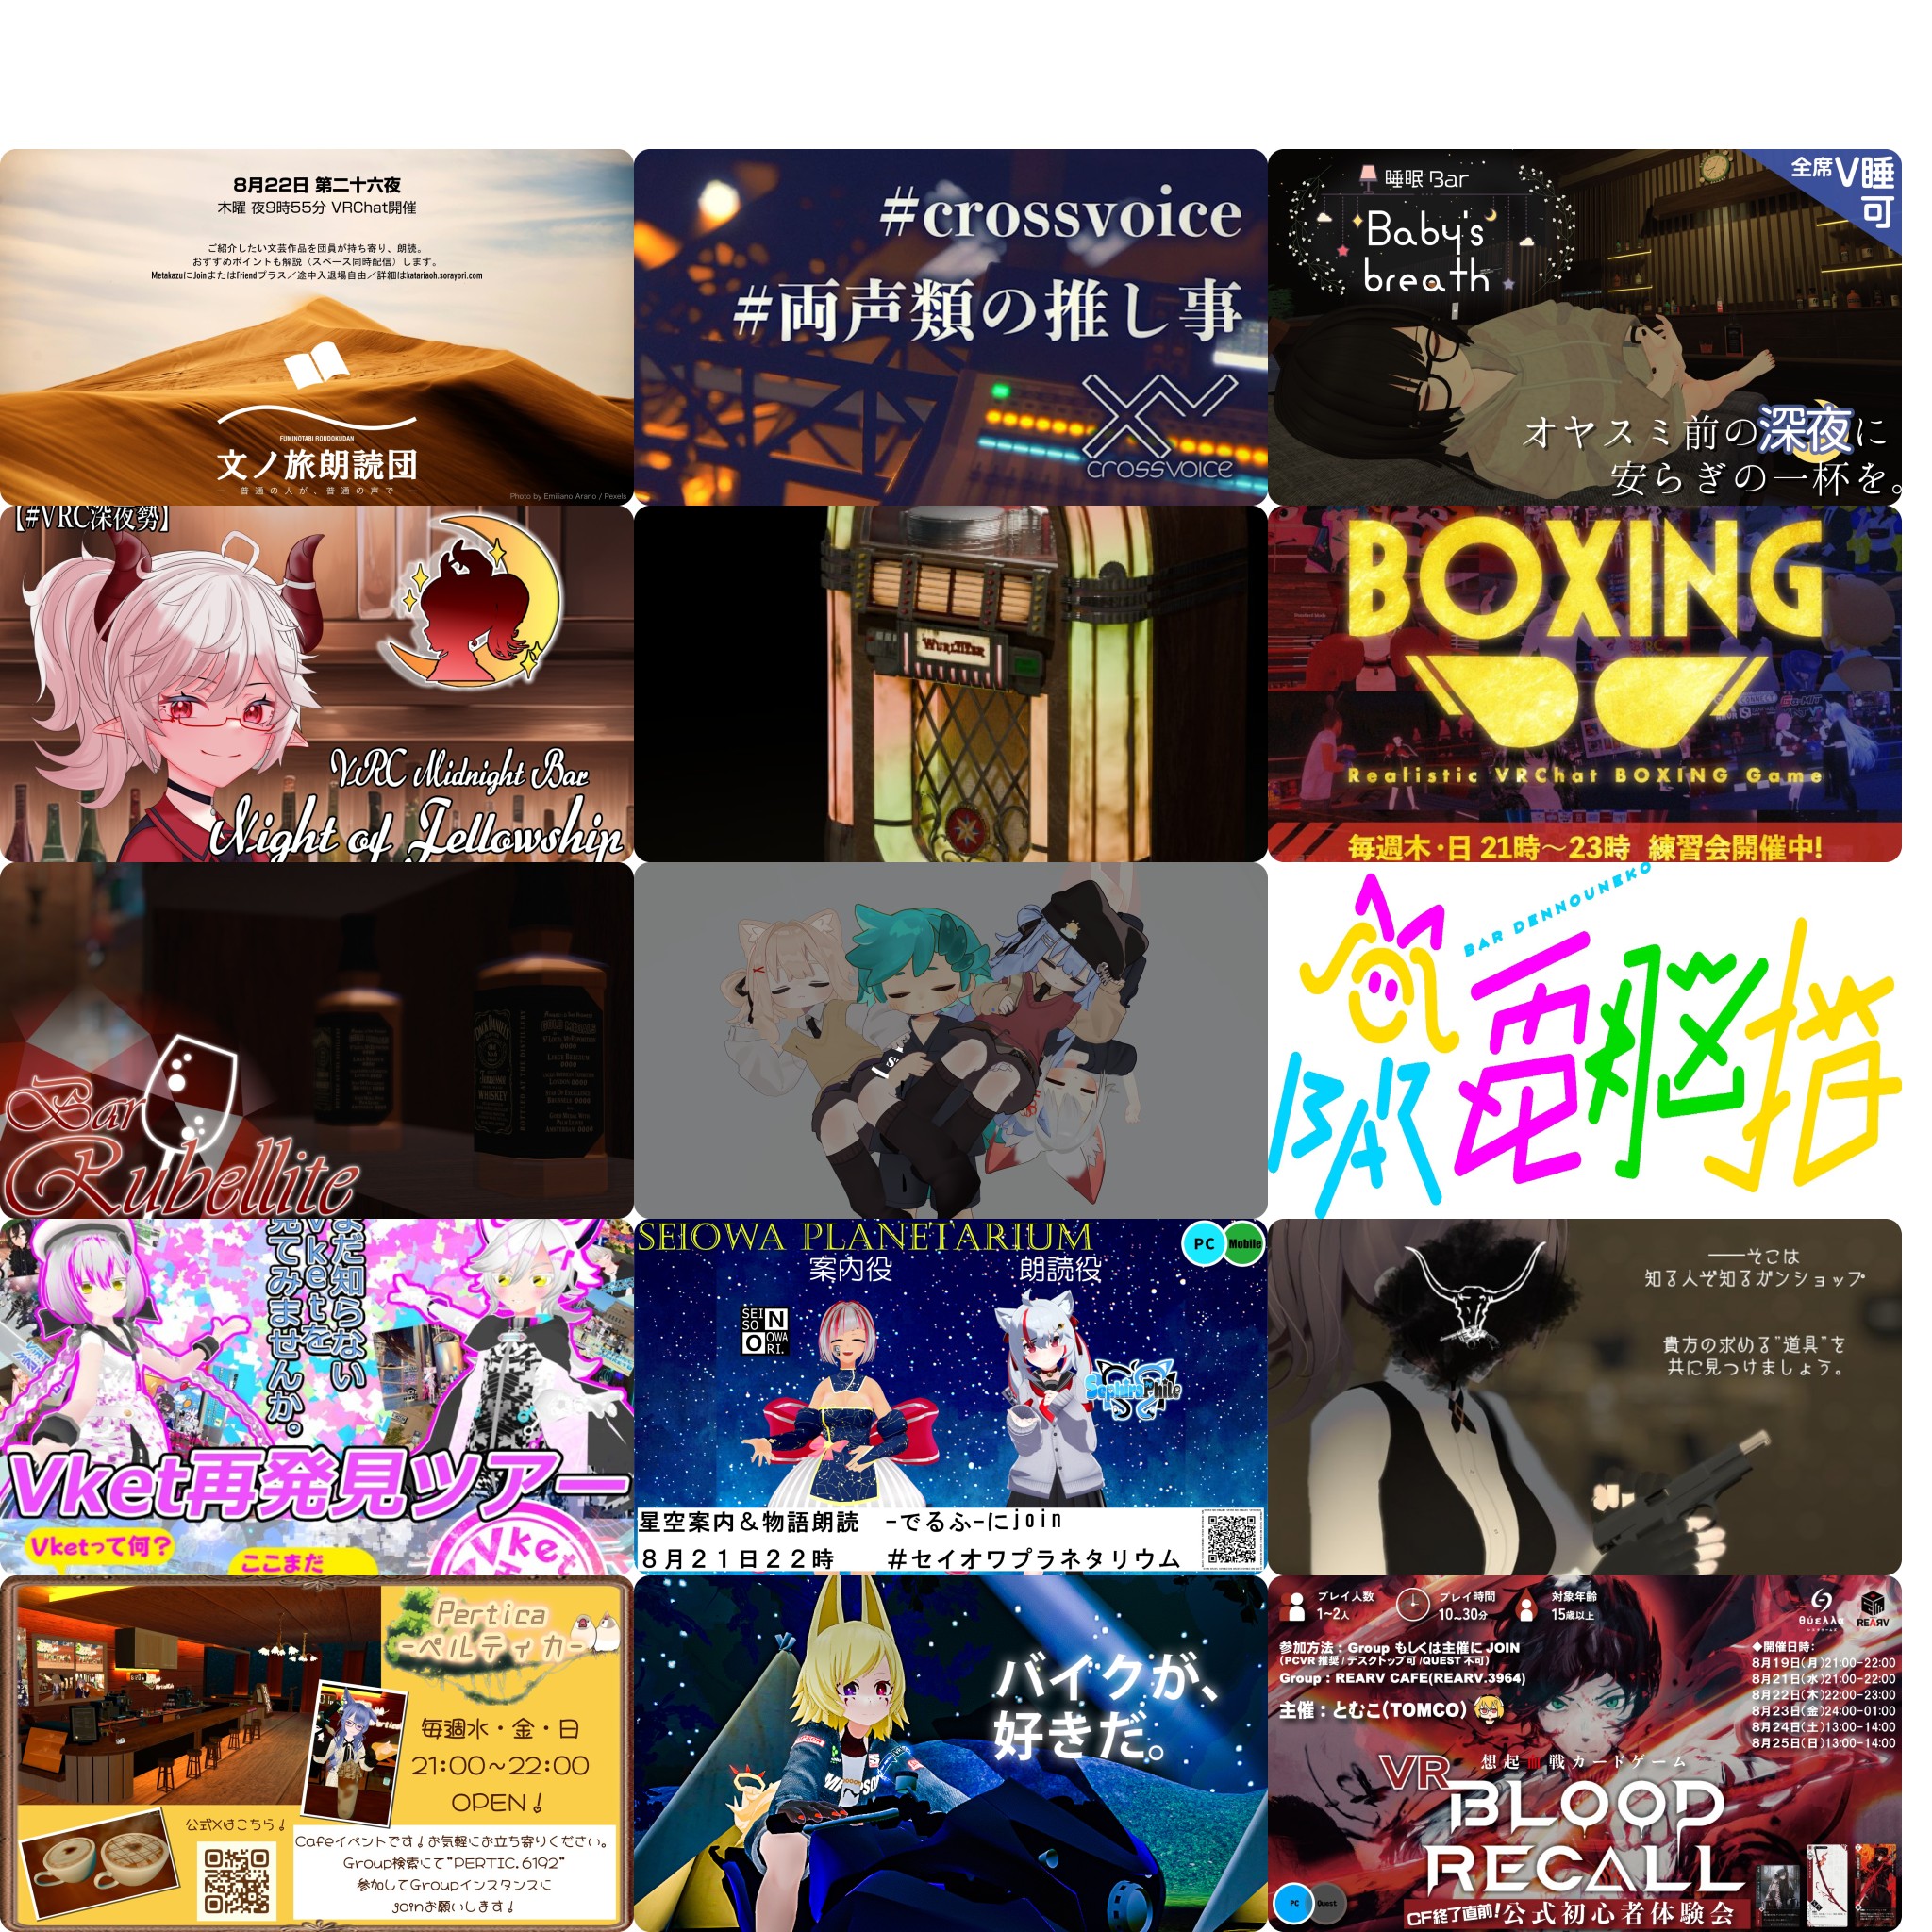 8月22日 第二十六夜
木曜 夜9時55分 VRChat開催
ご紹介したい文芸作品を団員が持ち寄り、朗読。
おすすめポイントも解説（スペース同時配信）します。
MetakazuにJoinまたはFriendプラス／途中入退場自由／詳細はkatariaoh.sorayori.com
FUMINOTABI ROUDOKUDAN
文ノ旅朗読団
― 普通の人が、普通の声で ―
Photo by Emiliano Arano / Pexels
#crossvoice
#両声類の推し事
crossvoice
睡眠 Bar
Baby's
breath
全席V睡
可
オヤスミ前の深夜に
安らぎの一杯を。
【#VRC深夜勢】
VRC Midnight Bar
Night of Fellowship
WURLITZER
BOXING
Realistic VRChat BOXING Game
毎週木・日 21時～23時 練習会開催中!
Bar
Rubellite
JACK DANIEL'S
WHISKEY
GOLD MEDALS
BAR DENNOUNEKO
BAR 電脳猫
まだ知らない
Vketを
見てみませんか。
Vket再発見ツアー
Vketって何?
ここまだ
Vket
SEIOWA PLANETARIUM
PC Mobile
案内役 朗読役
SEI N
SO OWA
O RI.
SephiraPhile
星空案内＆物語朗読 -でるふ-にjoin
8月21日22時 #セイオワプラネタリウム
――そこは
知る人ぞ知るガンショップ
貴方の求める"道具"を
共に見つけましょう。
Pertica
-ペルティカ-
毎週水・金・日
21:00～22:00
OPEN!
公式Xはこちら!
Cafeイベントです!お気軽にお立ち寄りください。
Group検索にて"PERTIC.6192"
参加してGroupインスタンスに
joinお願いします!
バイクが、
好きだ。
プレイ人数
1~2人
プレイ時間
10~30分
対象年齢
15歳以上
θύελλα
REARV
参加方法：Group もしくは主催に JOIN
(PCVR 推奨 / デスクトップ可 /QUEST 不可)
Group：REARV CAFE(REARV.3964)
主催：とむこ(TOMCO)
◆開催日時:
8月19日(月)21:00-22:00
8月21日(水)21:00-22:00
8月22日(木)22:00-23:00
8月23日(金)24:00-01:00
8月24日(土)13:00-14:00
8月25日(日)13:00-14:00
想起血戦カードゲーム
VR
BLOOD
RECALL
PC Quest
CF終了直前!公式初心者体験会